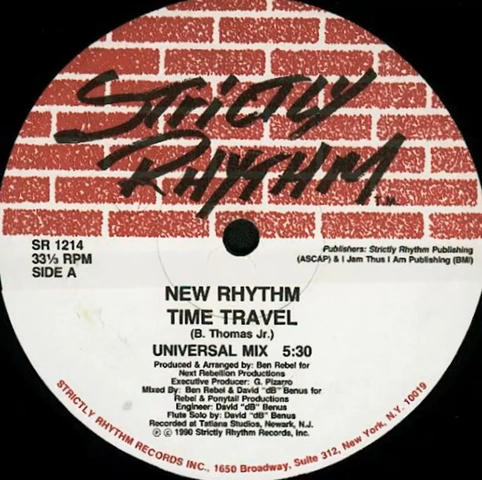 STRICTLY
RHYTHM T.M.
SR 1214
33⅓ RPM
SIDE A
Publishers: Strictly Rhythm Publishing
(ASCAP) & I Jam Thus I Am Publishing (BMI)
NEW RHYTHM
TIME TRAVEL
(B. Thomas Jr.)
UNIVERSAL MIX 5:30
Produced & Arranged by: Ben Rebel for
Next Rebellion Productions
Executive Producer: G. Pizarro
Mixed By: Ben Rebel & David "dB" Benus for
Rebel & Ponytail Productions
Engineer: David "dB" Benus
Flute Solo by: David "dB" Benus
Recorded at Tatiana Studios, Newark, N.J.
℗ © 1990 Strictly Rhythm Records, Inc.
STRICTLY RHYTHM RECORDS INC., 1650 Broadway, Suite 312, New York, N.Y. 10019